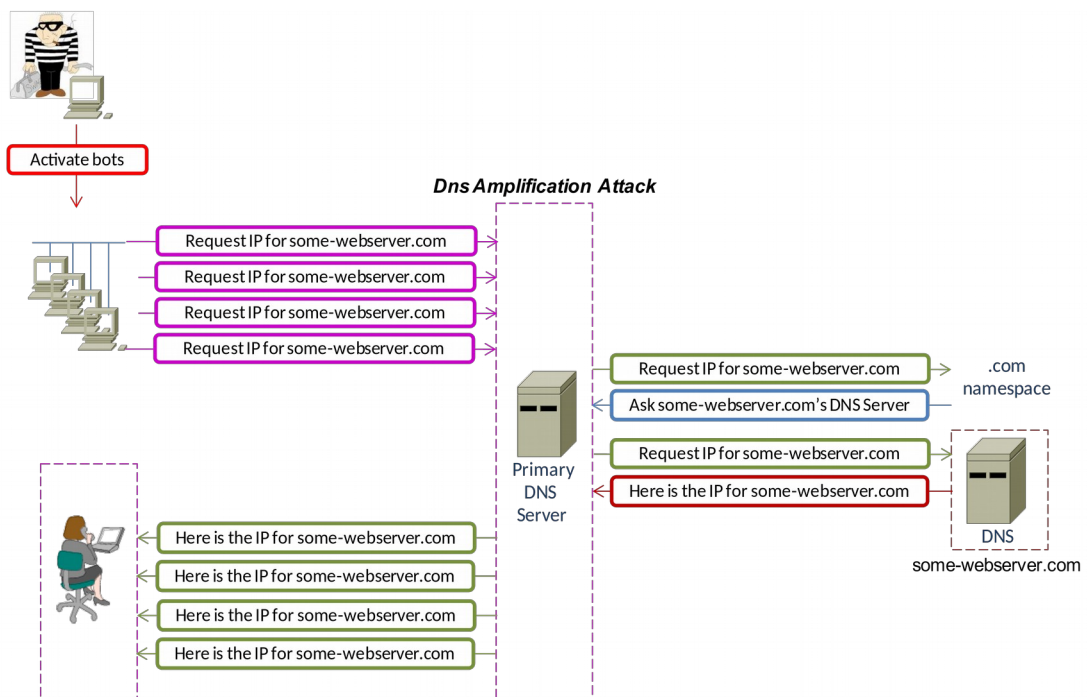 Activate bots
Dns Amplification Attack
Request IP for some-webserver.com
Request IP for some-webserver.com
Request IP for some-webserver.com
Request IP for some-webserver.com
Request IP for some-webserver.com
.com
namespace
Ask some-webserver.com’s DNS Server
Request IP for some-webserver.com
Here is the IP for some-webserver.com
Primary
DNS
Server
DNS
some-webserver.com
Here is the IP for some-webserver.com
Here is the IP for some-webserver.com
Here is the IP for some-webserver.com
Here is the IP for some-webserver.com